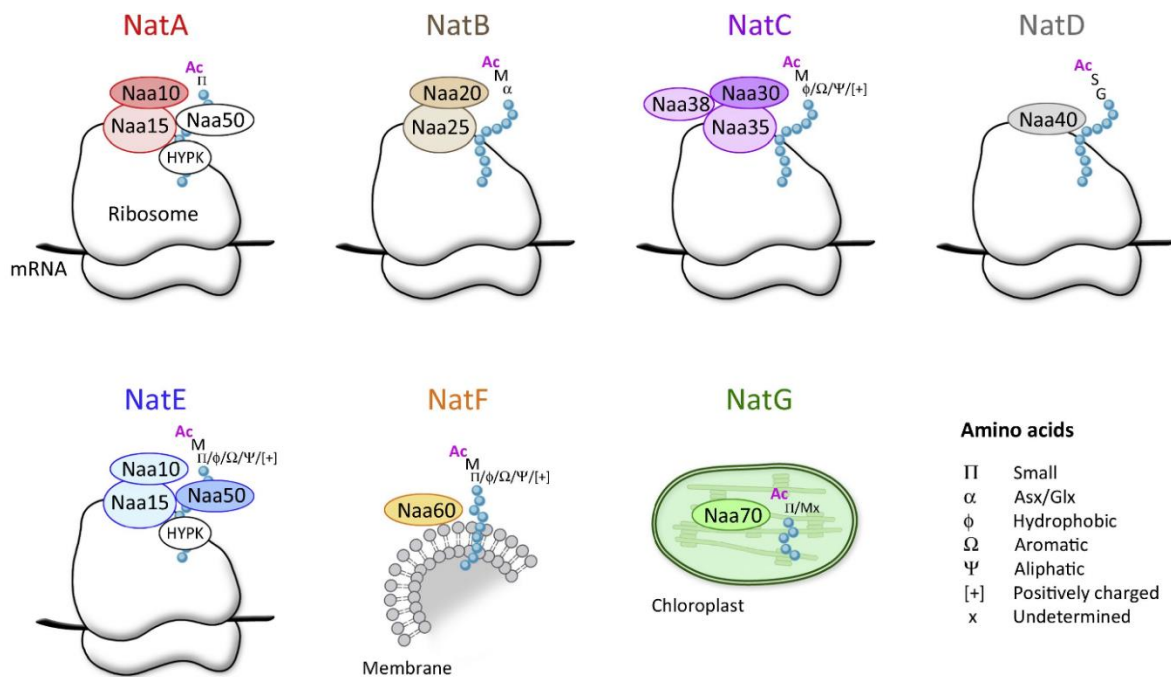 NatA
Ac
Π
Naa10
Naa15
Naa50
HYPK
Ribosome
mRNA
NatB
Ac
M
α
Naa20
Naa25
NatC
Ac
M
ϕ/Ω/Ψ/[+]
Naa38
Naa30
Naa35
NatD
Ac
S
G
Naa40
NatE
Ac
M
Π/ϕ/Ω/Ψ/[+]
Naa10
Naa15
Naa50
HYPK
NatF
Ac
M
Π/ϕ/Ω/Ψ/[+]
Naa60
Membrane
NatG
Ac
Π/Mx
Naa70
Chloroplast
Amino acids
Π Small
α Asx/Glx
ϕ Hydrophobic
Ω Aromatic
Ψ Aliphatic
[+] Positively charged
x Undetermined